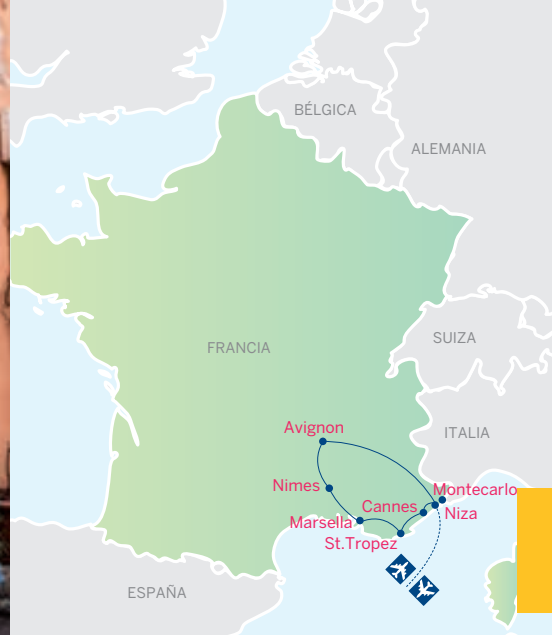 BÉLGICA
ALEMANIA
FRANCIA
SUIZA
Avignon
ITALIA
Nimes
Montecarlo
Cannes
Niza
Marsella
St.Tropez
ESPAÑA